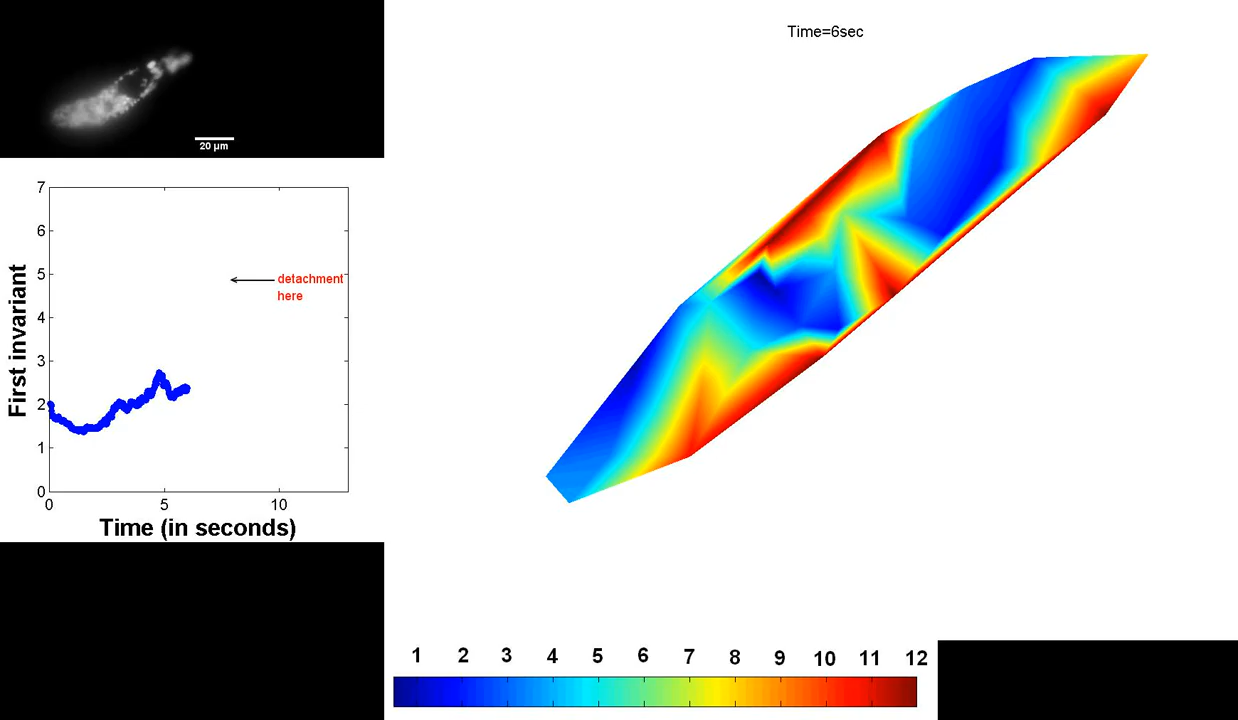 20 µm
Time=6sec
7
6
5
4
3
2
1
0
First invariant
detachment
here
0 5 10
Time (in seconds)
1 2 3 4 5 6 7 8 9 10 11 12